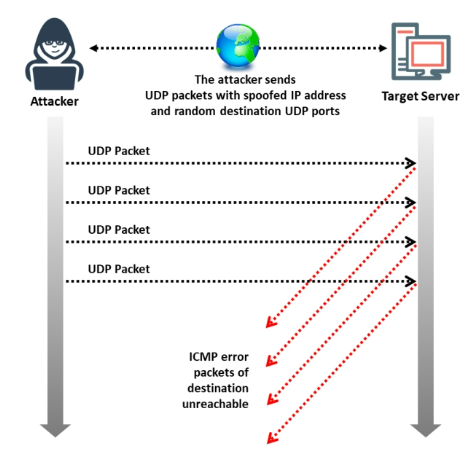 The attacker sends
UDP packets with spoofed IP address
and random destination UDP ports
Attacker
Target Server
UDP Packet
UDP Packet
UDP Packet
UDP Packet
ICMP error
packets of
destination
unreachable